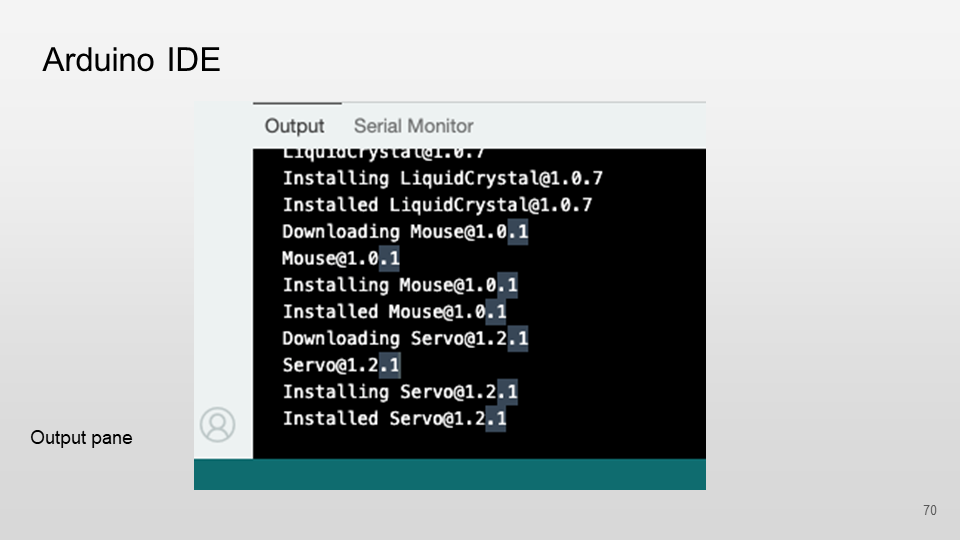 Arduino IDE
Output Serial Monitor
LiquidCrystal@1.0.7
Installing LiquidCrystal@1.0.7
Installed LiquidCrystal@1.0.7
Downloading Mouse@1.0.1
Mouse@1.0.1
Installing Mouse@1.0.1
Installed Mouse@1.0.1
Downloading Servo@1.2.1
Servo@1.2.1
Installing Servo@1.2.1
Installed Servo@1.2.1
Output pane
70